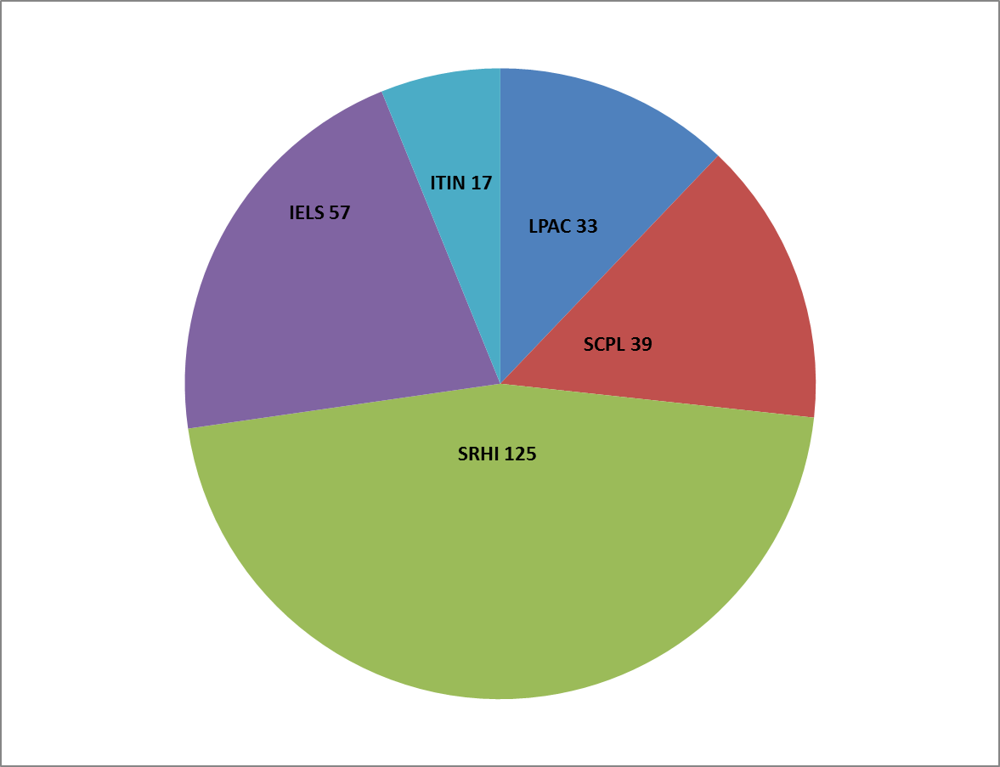 ITIN 17
IELS 57
LPAC 33
SCPL 39
SRHI 125